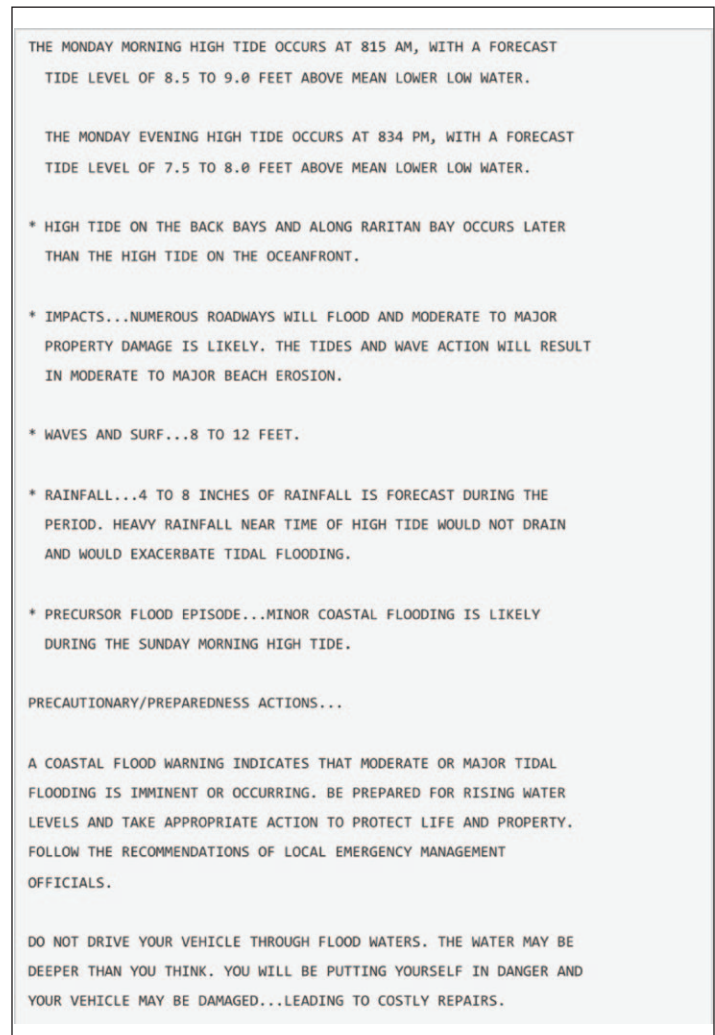 THE MONDAY MORNING HIGH TIDE OCCURS AT 815 AM, WITH A FORECAST
TIDE LEVEL OF 8.5 TO 9.0 FEET ABOVE MEAN LOWER LOW WATER.
THE MONDAY EVENING HIGH TIDE OCCURS AT 834 PM, WITH A FORECAST
TIDE LEVEL OF 7.5 TO 8.0 FEET ABOVE MEAN LOWER LOW WATER.
* HIGH TIDE ON THE BACK BAYS AND ALONG RARITAN BAY OCCURS LATER
THAN THE HIGH TIDE ON THE OCEANFRONT.
* IMPACTS...NUMEROUS ROADWAYS WILL FLOOD AND MODERATE TO MAJOR
PROPERTY DAMAGE IS LIKELY. THE TIDES AND WAVE ACTION WILL RESULT
IN MODERATE TO MAJOR BEACH EROSION.
* WAVES AND SURF...8 TO 12 FEET.
* RAINFALL...4 TO 8 INCHES OF RAINFALL IS FORECAST DURING THE
PERIOD. HEAVY RAINFALL NEAR TIME OF HIGH TIDE WOULD NOT DRAIN
AND WOULD EXACERBATE TIDAL FLOODING.
* PRECURSOR FLOOD EPISODE...MINOR COASTAL FLOODING IS LIKELY
DURING THE SUNDAY MORNING HIGH TIDE.
PRECAUTIONARY/PREPAREDNESS ACTIONS...
A COASTAL FLOOD WARNING INDICATES THAT MODERATE OR MAJOR TIDAL
FLOODING IS IMMINENT OR OCCURRING. BE PREPARED FOR RISING WATER
LEVELS AND TAKE APPROPRIATE ACTION TO PROTECT LIFE AND PROPERTY.
FOLLOW THE RECOMMENDATIONS OF LOCAL EMERGENCY MANAGEMENT
OFFICIALS.
DO NOT DRIVE YOUR VEHICLE THROUGH FLOOD WATERS. THE WATER MAY BE
DEEPER THAN YOU THINK. YOU WILL BE PUTTING YOURSELF IN DANGER AND
YOUR VEHICLE MAY BE DAMAGED...LEADING TO COSTLY REPAIRS.